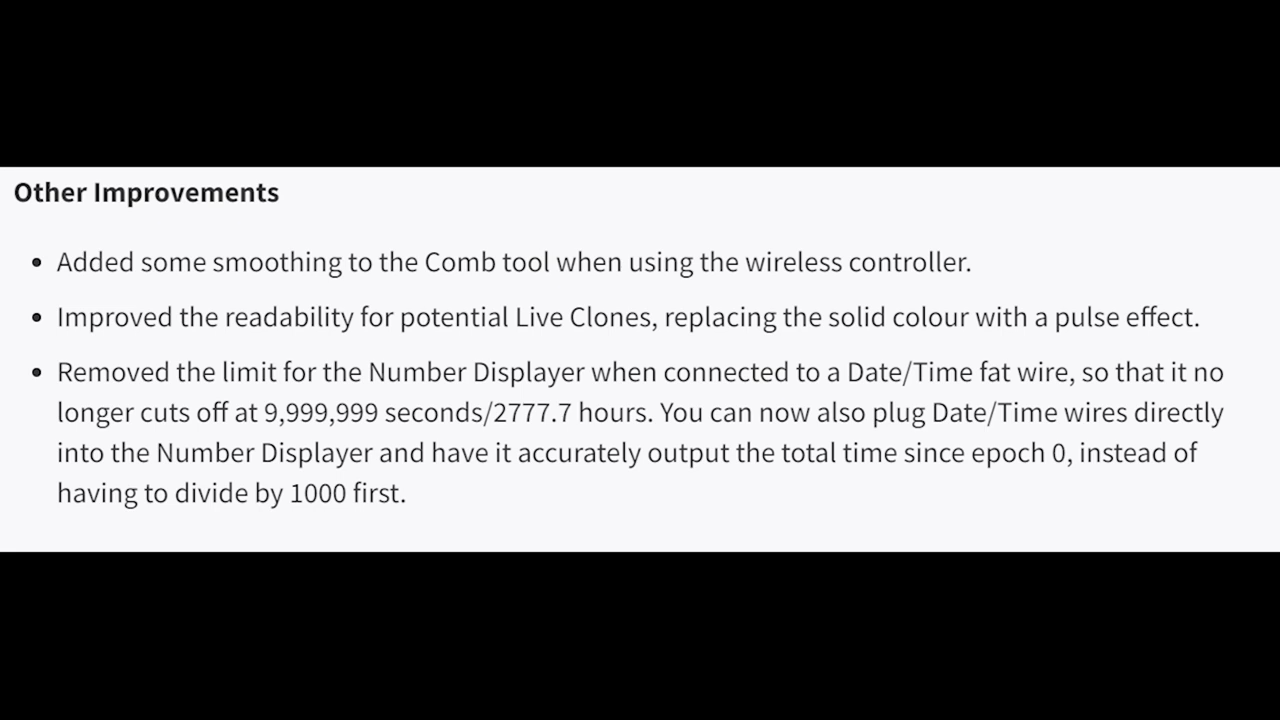 Other Improvements
• Added some smoothing to the Comb tool when using the wireless controller.
• Improved the readability for potential Live Clones, replacing the solid colour with a pulse effect.
• Removed the limit for the Number Displayer when connected to a Date/Time fat wire, so that it no
longer cuts off at 9,999,999 seconds/2777.7 hours. You can now also plug Date/Time wires directly
into the Number Displayer and have it accurately output the total time since epoch 0, instead of
having to divide by 1000 first.